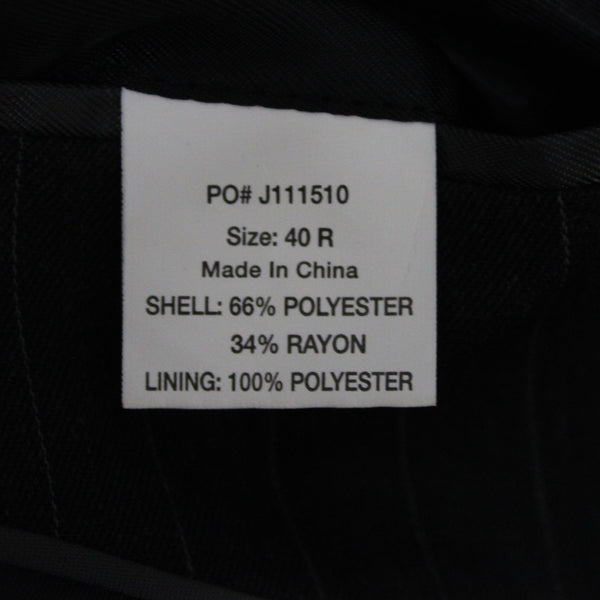 PO# J111510
Size: 40 R
Made In China
SHELL: 66% POLYESTER
34% RAYON
LINING: 100% POLYESTER